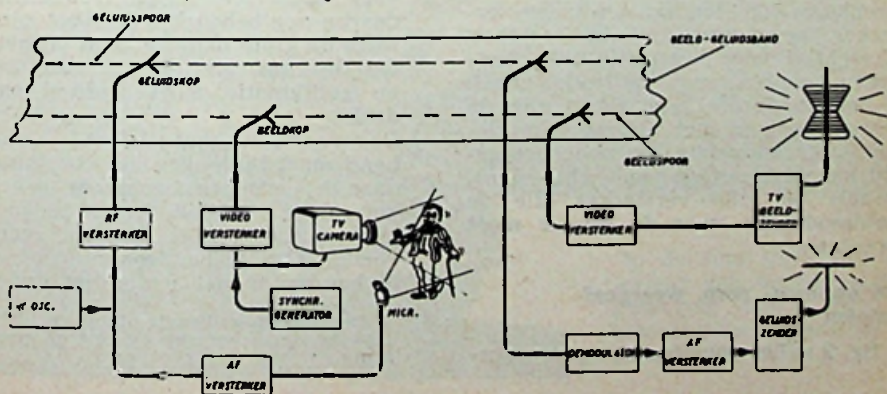 GELUIDSSPOOR
BEELD-GELUIDSBAND
GELUIDSKOP
BEELDKOP
BEELDSPOOR
RF
VERSTERKER
VIDEO
VERSTERKER
TV
CAMERA
VIDEO
VERSTERKER
TV
BEELD-
ZENDER
OSC.
SYNCHR.
GENERATOR
MICR.
AF
VERSTERKER
DEMODULATOR
AF
VERSTERKER
GELUIDS-
ZENDER